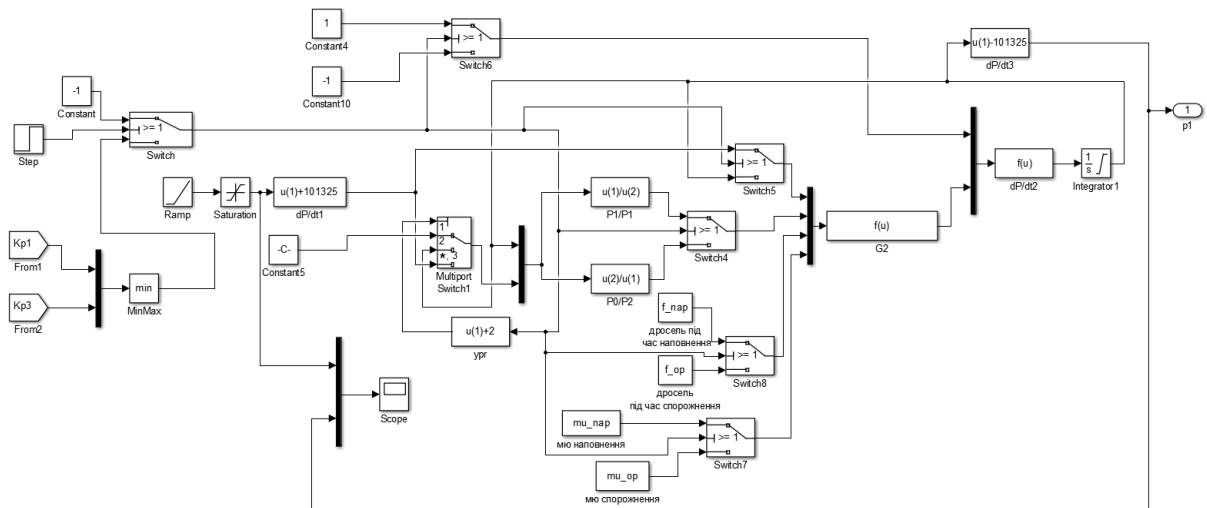 1
Constant4
>= 1
Switch6
-1
Constant10
u(1)-101325
dP/dt3
1
p1
-1
Constant
Step
>= 1
Switch
>= 1
Switch5
f(u)
dP/dt2
1
s
Integrator1
Ramp
Saturation
u(1)+101325
dP/dt1
u(1)/u(2)
P1/P1
>= 1
Switch4
f(u)
G2
Kp1
From1
Kp3
From2
min
MinMax
-C-
Constant5
1
2
*, 3
Multiport
Switch1
u(2)/u(1)
P0/P2
u(1)+2
ypr
f_nap
дросель під
час наповнення
>= 1
Switch8
f_op
дросель
під час спорожнення
Scope
mu_nap
мю наповнення
>= 1
Switch7
mu_op
мю спорожнення